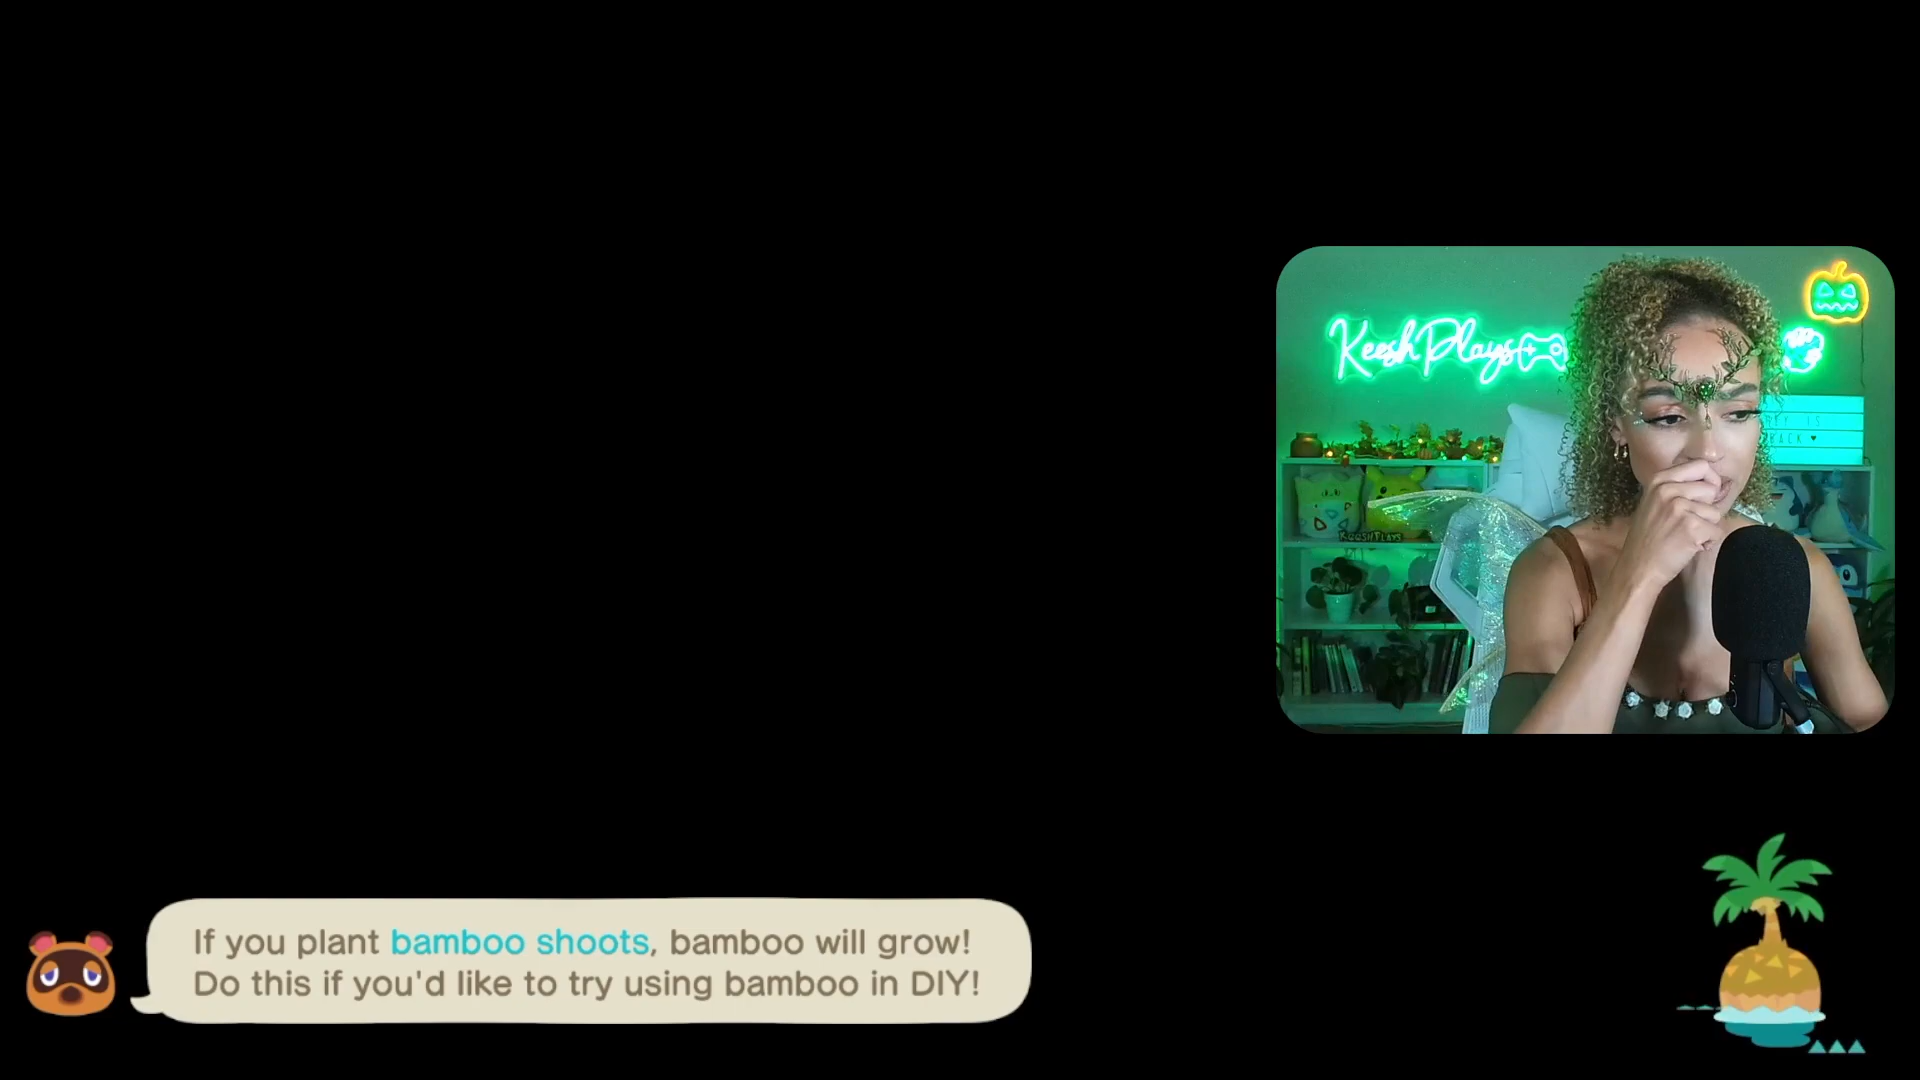 KeeshPlays
KEESHPLAYS
If you plant bamboo shoots, bamboo will grow!
Do this if you'd like to try using bamboo in DIY!